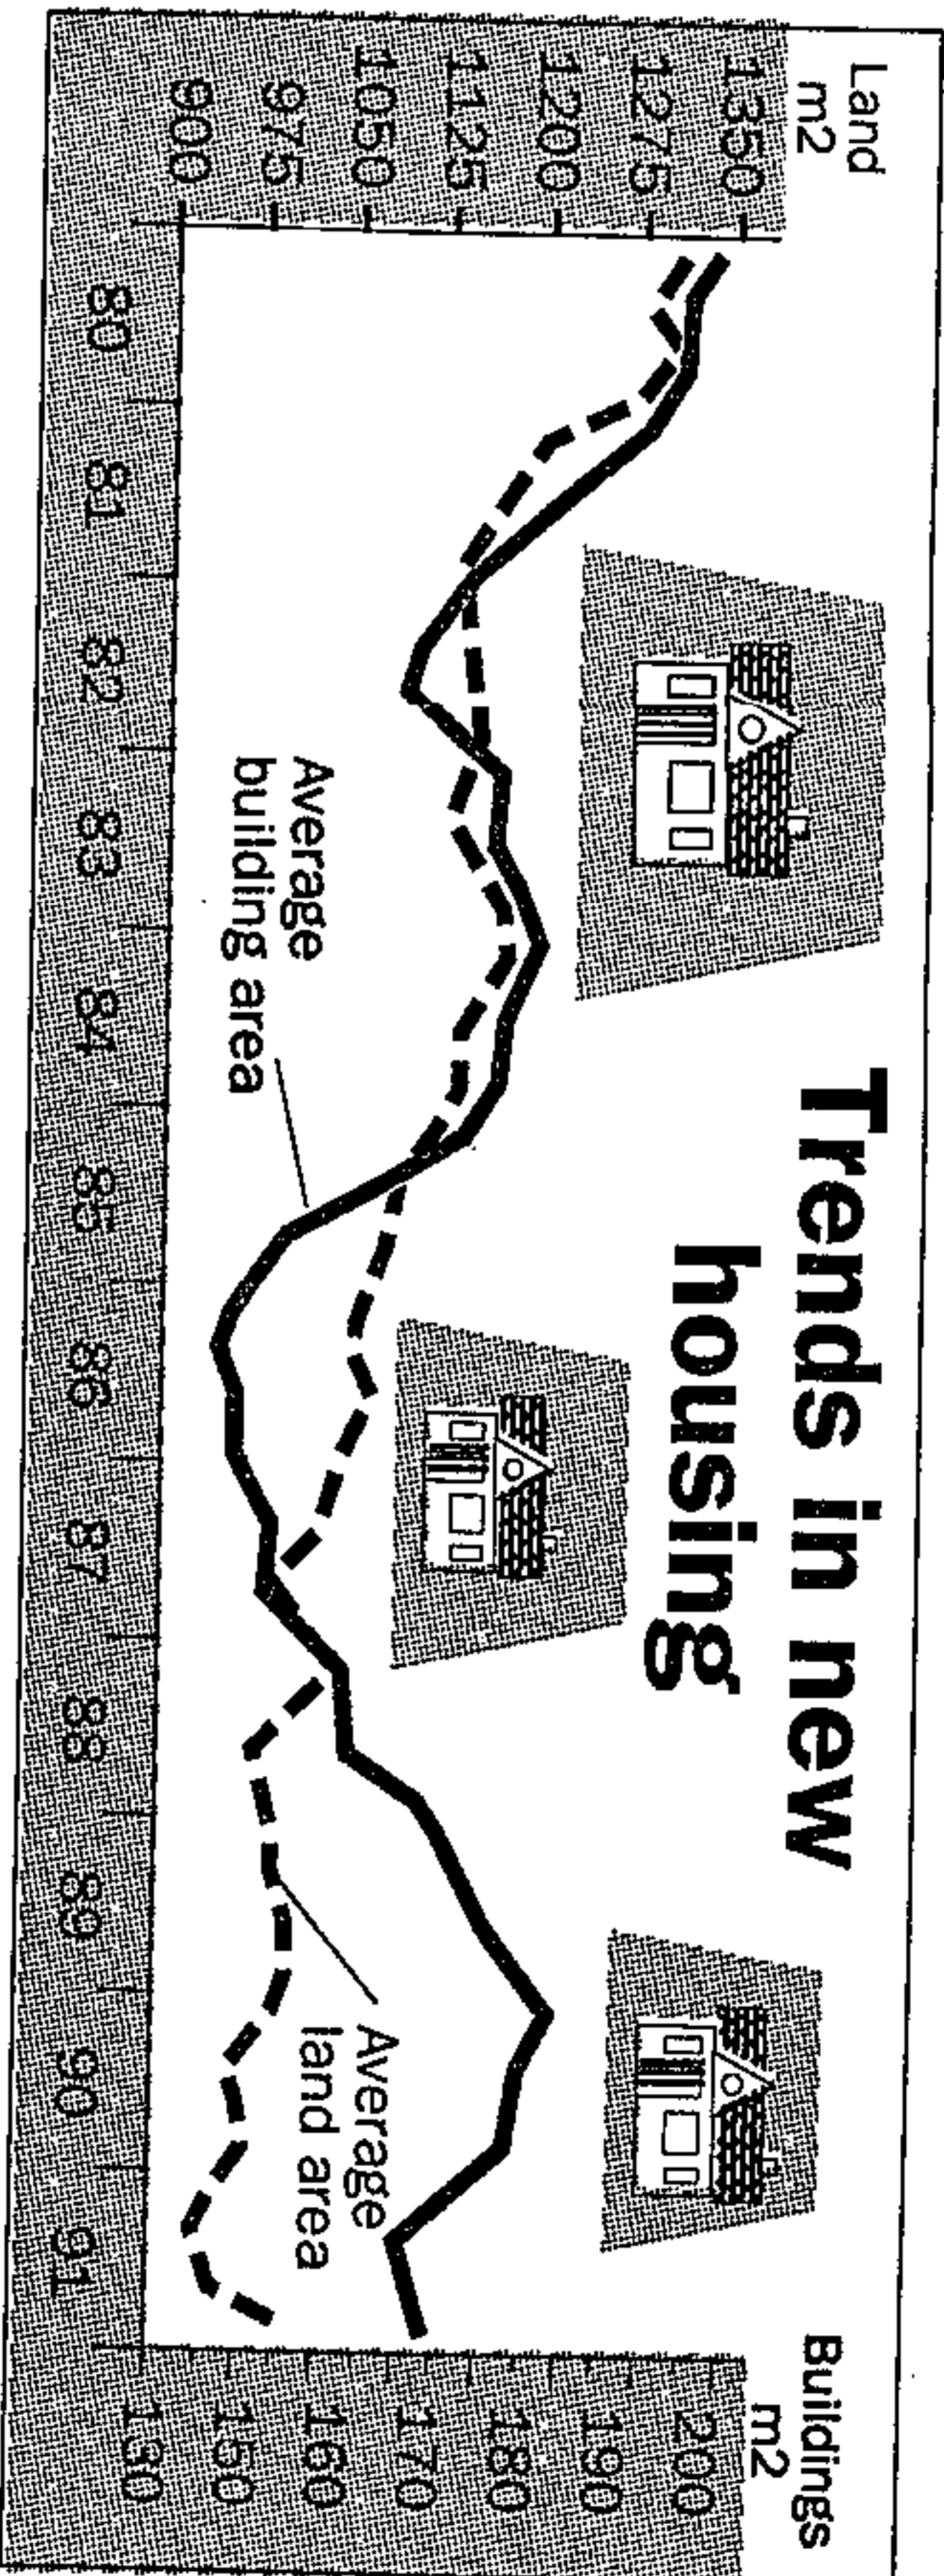 Trends in new
housing
Land
m2
1350
1275
1200
1125
1050
975
900
Buildings
m2
200
190
180
170
160
150
130
Average
building area
Average
land area
80 81 82 83 84 85 86 87 88 89 90 91